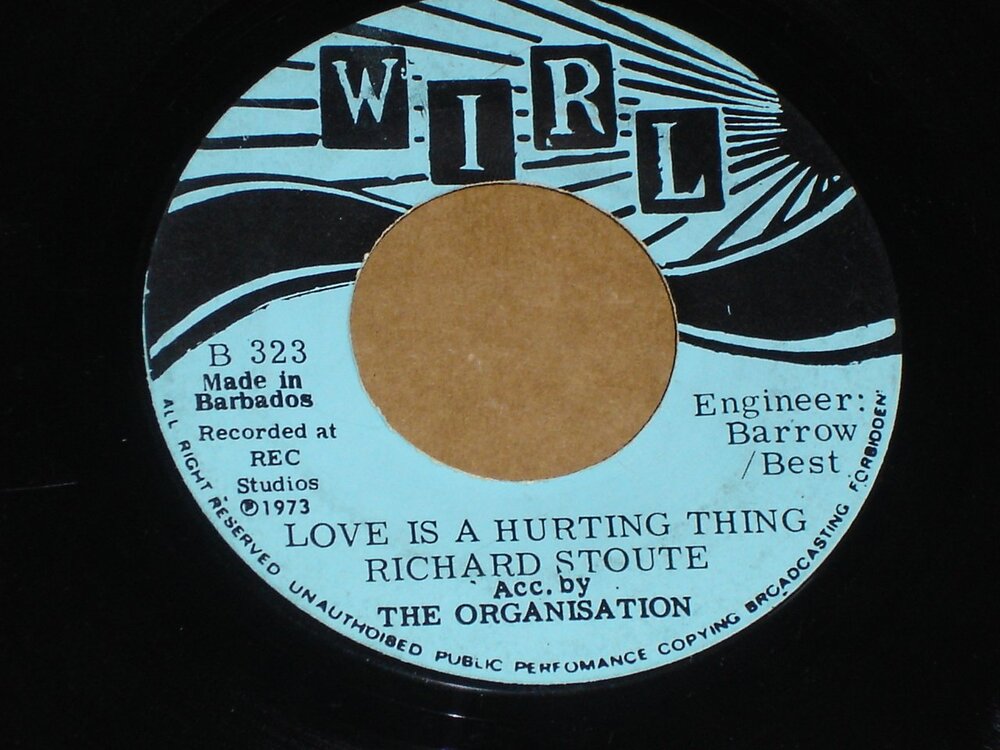 WIRL
B 323
Made in
Barbados
Recorded at
REC
Studios
℗1973
Engineer:
Barrow
/Best
LOVE IS A HURTING THING
RICHARD STOUTE
Acc. by
THE ORGANISATION
ALL RIGHT RESERVED UNAUTHOISED PUBLIC PERFOMANCE COPYING BROADCASTING FORBIDDEN